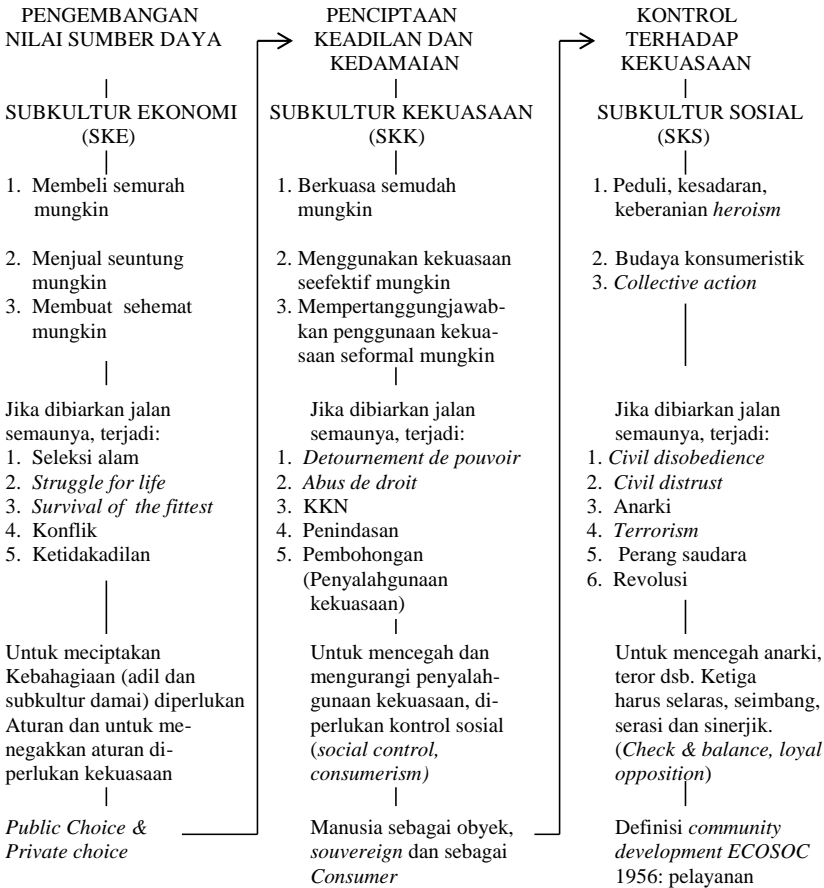 PENGEMBANGAN
NILAI SUMBER DAYA
SUBKULTUR EKONOMI
(SKE)
1. Membeli semurah
mungkin
2. Menjual seuntung
mungkin
3. Membuat sehemat
mungkin
Jika dibiarkan jalan
semaunya, terjadi:
1. Seleksi alam
2. Struggle for life
3. Survival of the fittest
4. Konflik
5. Ketidakadilan
Untuk meciptakan
Kebahagiaan (adil dan
subkultur damai) diperlukan
Aturan dan untuk me-
negakkan aturan di-
perlukan kekuasaan
Public Choice &
Private choice
PENCIPTAAN
KEADILAN DAN
KEDAMAIAN
SUBKULTUR KEKUASAAN
(SKK)
1. Berkuasa semudah
mungkin
2. Menggunakan kekuasaan
seefektif mungkin
3. Mempertanggungjawab-
kan penggunaan kekua-
saan seformal mungkin
Jika dibiarkan jalan
semaunya, terjadi:
1. Detournement de pouvoir
2. Abus de droit
3. KKN
4. Penindasan
5. Pembohongan
(Penyalahgunaan
kekuasaan)
Untuk mencegah dan
mengurangi penyalah-
gunaan kekuasaan, di-
perlukan kontrol sosial
(social control,
consumerism)
Manusia sebagai obyek,
souvereign dan sebagai
Consumer
KONTROL
TERHADAP
KEKUASAAN
SUBKULTUR SOSIAL
(SKS)
1. Peduli, kesadaran,
keberanian heroism
2. Budaya konsumeristik
3. Collective action
Jika dibiarkan jalan
semaunya, terjadi:
1. Civil disobedience
2. Civil distrust
3. Anarki
4. Terrorism
5. Perang saudara
6. Revolusi
Untuk mencegah anarki,
teror dsb. Ketiga
harus selaras, seimbang,
serasi dan sinerjik.
(Check & balance, loyal
opposition)
Definisi community
development ECOSOC
1956: pelayanan